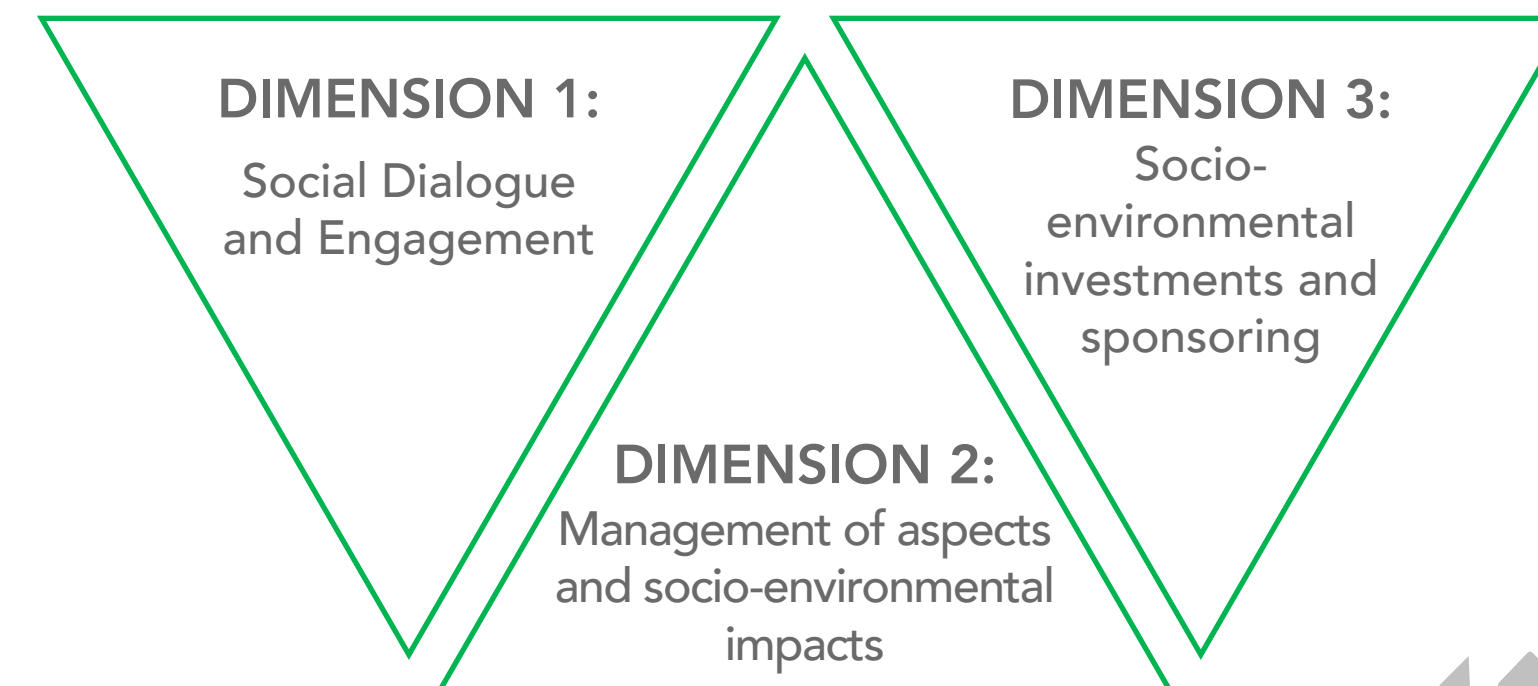 DIMENSION 1:
Social Dialogue
and Engagement
DIMENSION 2:
Management of aspects
and socio-environmental
impacts
DIMENSION 3:
Socio-
environmental
investments and
sponsoring